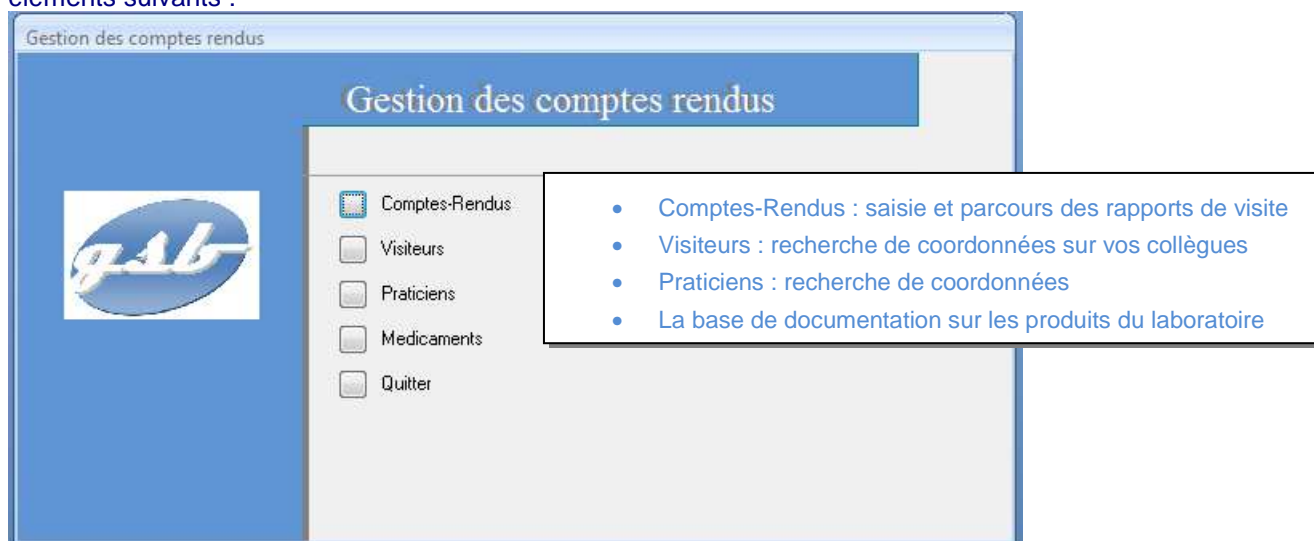 éléments suivants :
Gestion des comptes rendus
Gestion des comptes rendus
gsb
Comptes-Rendus
Visiteurs
Praticiens
Medicaments
Quitter
• Comptes-Rendus : saisie et parcours des rapports de visite
• Visiteurs : recherche de coordonnées sur vos collègues
• Praticiens : recherche de coordonnées
• La base de documentation sur les produits du laboratoire